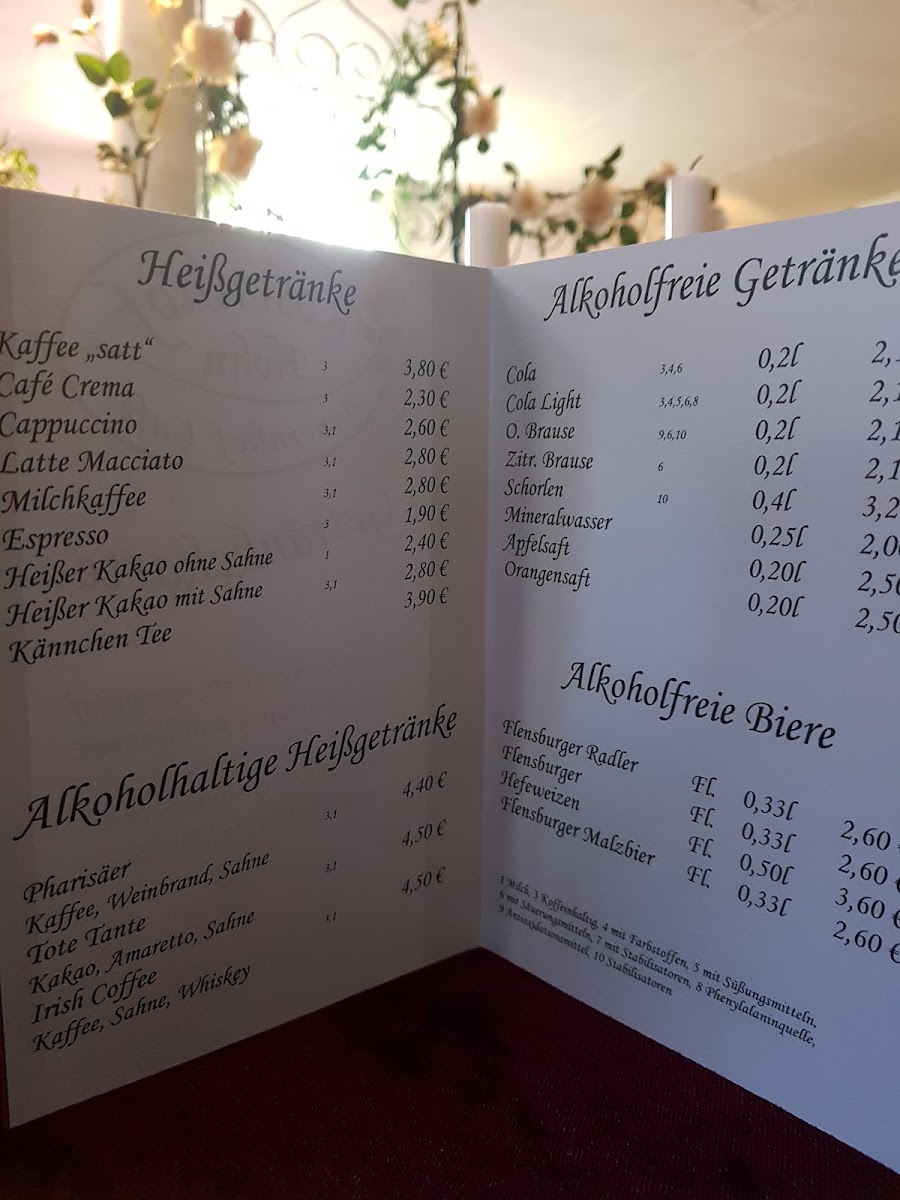 Heißgetränke
Kaffee „satt“ 3 3,80 €
Café Crema 3 2,30 €
Cappuccino 3,1 2,60 €
Latte Macciato 3,1 2,80 €
Milchkaffee 3,1 2,80 €
Espresso 3 1,90 €
Heißer Kakao ohne Sahne 1 2,40 €
Heißer Kakao mit Sahne 3,1 2,80 €
Kännchen Tee 3,90 €
Alkoholhaltige Heißgetränke
Pharisäer 3,1 4,40 €
Kaffee, Weinbrand, Sahne
Tote Tante 3,1 4,50 €
Kakao, Amaretto, Sahne
Irish Coffee 3,1 4,50 €
Kaffee, Sahne, Whiskey
Alkoholfreie Getränke
Cola 3,4,6 0,2l
Cola Light 3,4,5,6,8 0,2l
O. Brause 9,6,10 0,2l
Zitr. Brause 6 0,2l
Schorlen 10 0,4l
Mineralwasser 0,25l
Apfelsaft 0,20l 2,50
Orangensaft 0,20l 2,50
Alkoholfreie Biere
Flensburger Radler Fl. 0,33l 2,60 €
Flensburger Fl. 0,33l 2,60 €
Hefeweizen Fl. 0,50l 3,60 €
Flensburger Malzbier Fl. 0,33l 2,60 €
1 Milch, 3 Koffeinhaltig, 4 mit Farbstoffen, 5 mit Süßungsmitteln,
6 mit Säuerungsmitteln, 7 mit Stabilisatoren, 8 Phenylalaninquelle,
9 Antioxydationsmittel, 10 Stabilisatoren